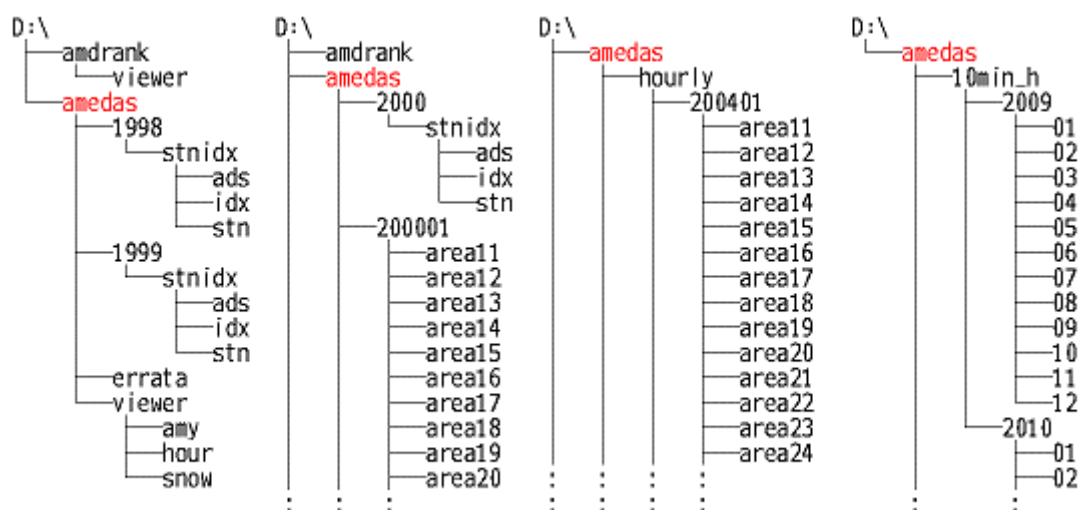 D:\
amdrank
viewer
amedas
1998
stnidx
ads
idx
stn
1999
stnidx
ads
idx
stn
errata
viewer
amy
hour
snow
D:\
amdrank
amedas
2000
stnidx
ads
idx
stn
200001
area11
area12
area13
area14
area15
area16
area17
area18
area19
area20
D:\
amedas
hourly
200401
area11
area12
area13
area14
area15
area16
area17
area18
area19
area20
area21
area22
area23
area24
D:\
amedas
10min_h
2009
01
02
03
04
05
06
07
08
09
10
11
12
2010
01
02